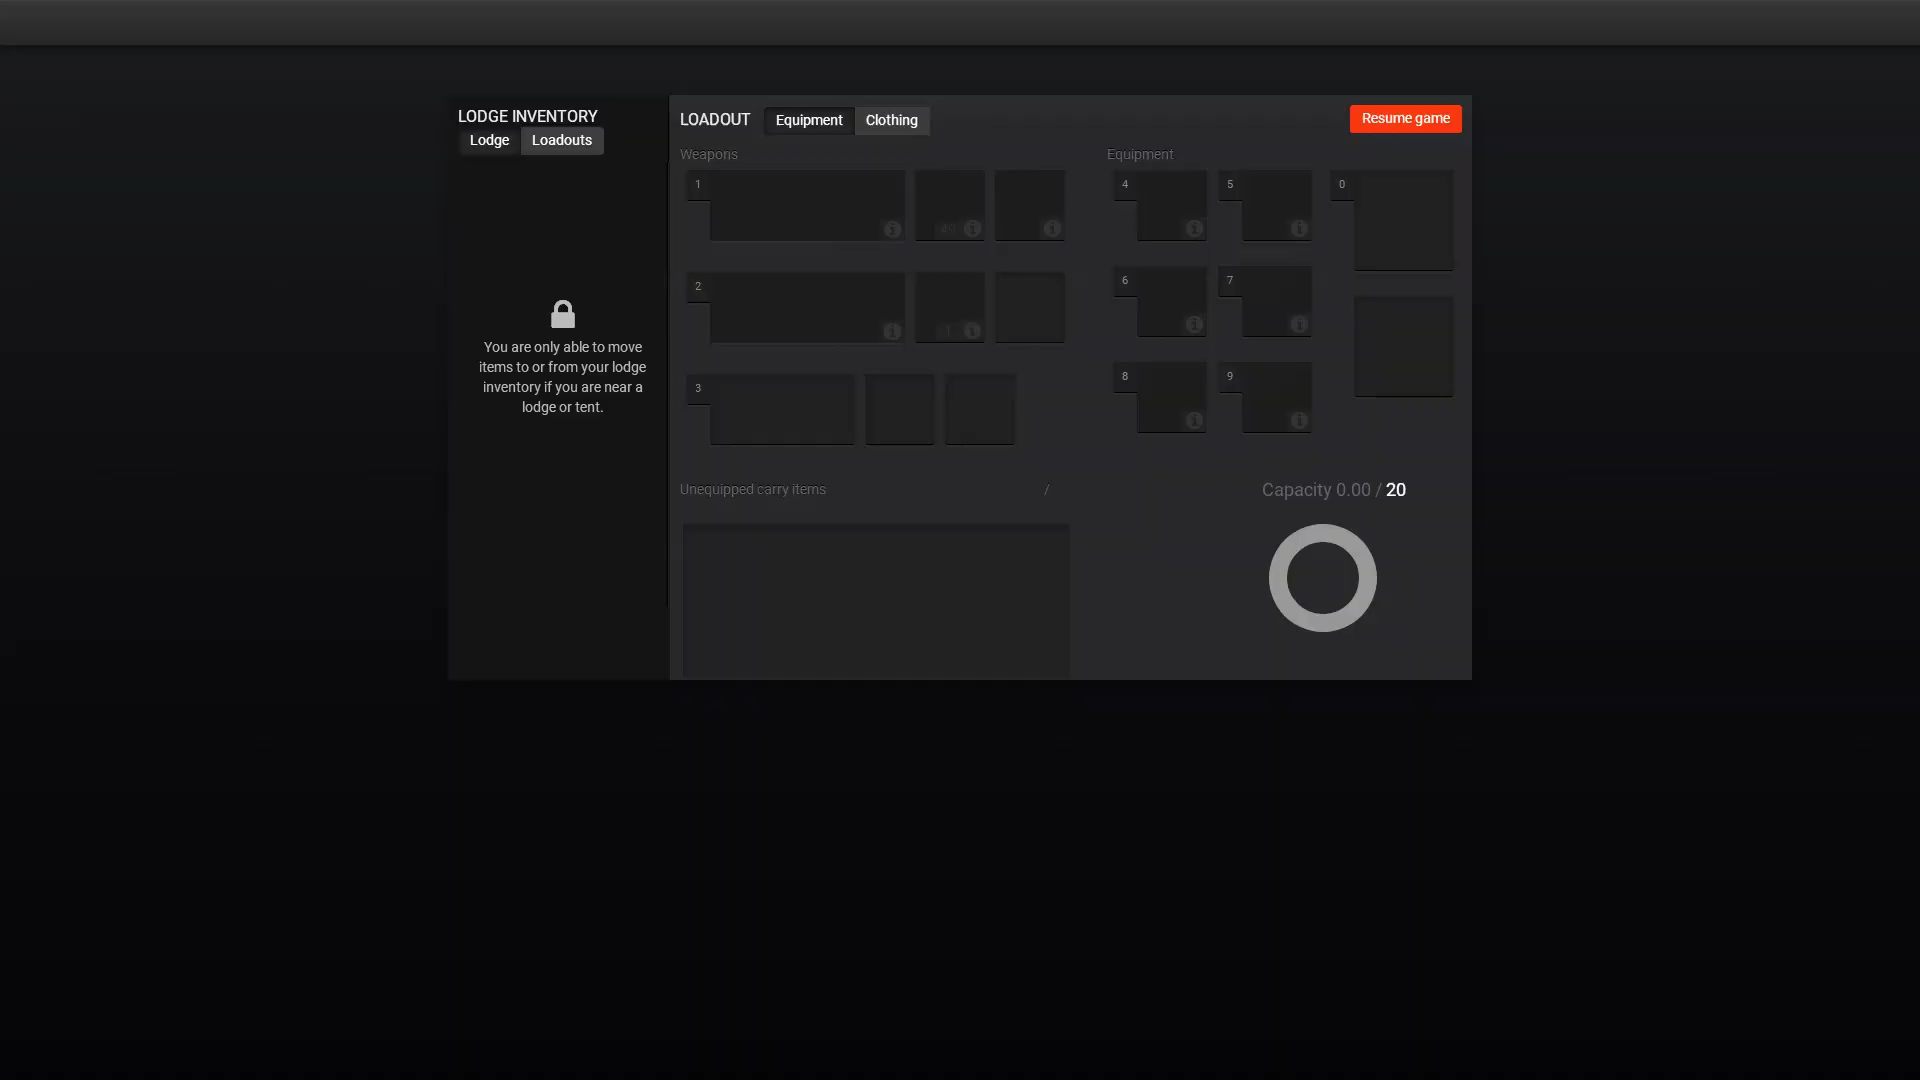 LODGE INVENTORY
Lodge Loadouts
You are only able to move
items to or from your lodge
inventory if you are near a
lodge or tent.
LOADOUT Equipment Clothing
Resume game
Weapons
1
2
3
Equipment
4 5 0
6 7
8 9
Unequipped carry items /
Capacity 0.00 / 20